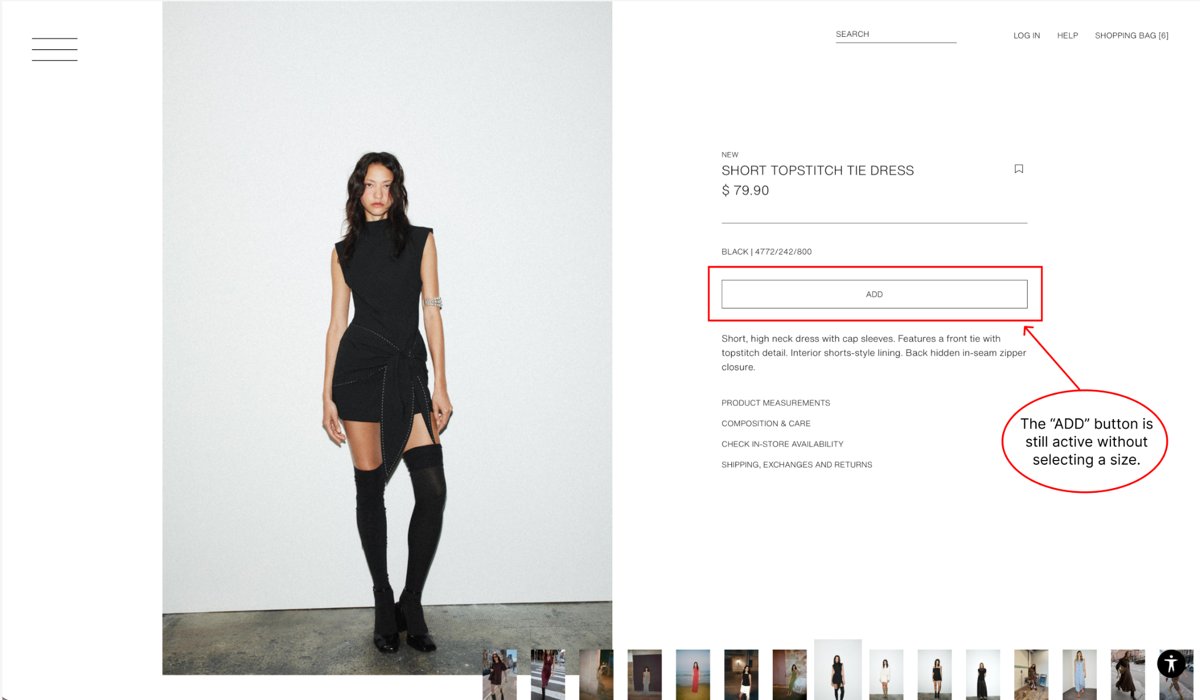 SEARCH
LOG IN
HELP
SHOPPING BAG [6]
NEW
SHORT TOPSTITCH TIE DRESS
$ 79.90
BLACK | 4772/242/800
ADD
Short, high neck dress with cap sleeves. Features a front tie with
topstitch detail. Interior shorts-style lining. Back hidden in-seam zipper
closure.
PRODUCT MEASUREMENTS
COMPOSITION & CARE
CHECK IN-STORE AVAILABILITY
SHIPPING, EXCHANGES AND RETURNS
The “ADD” button is
still active without
selecting a size.